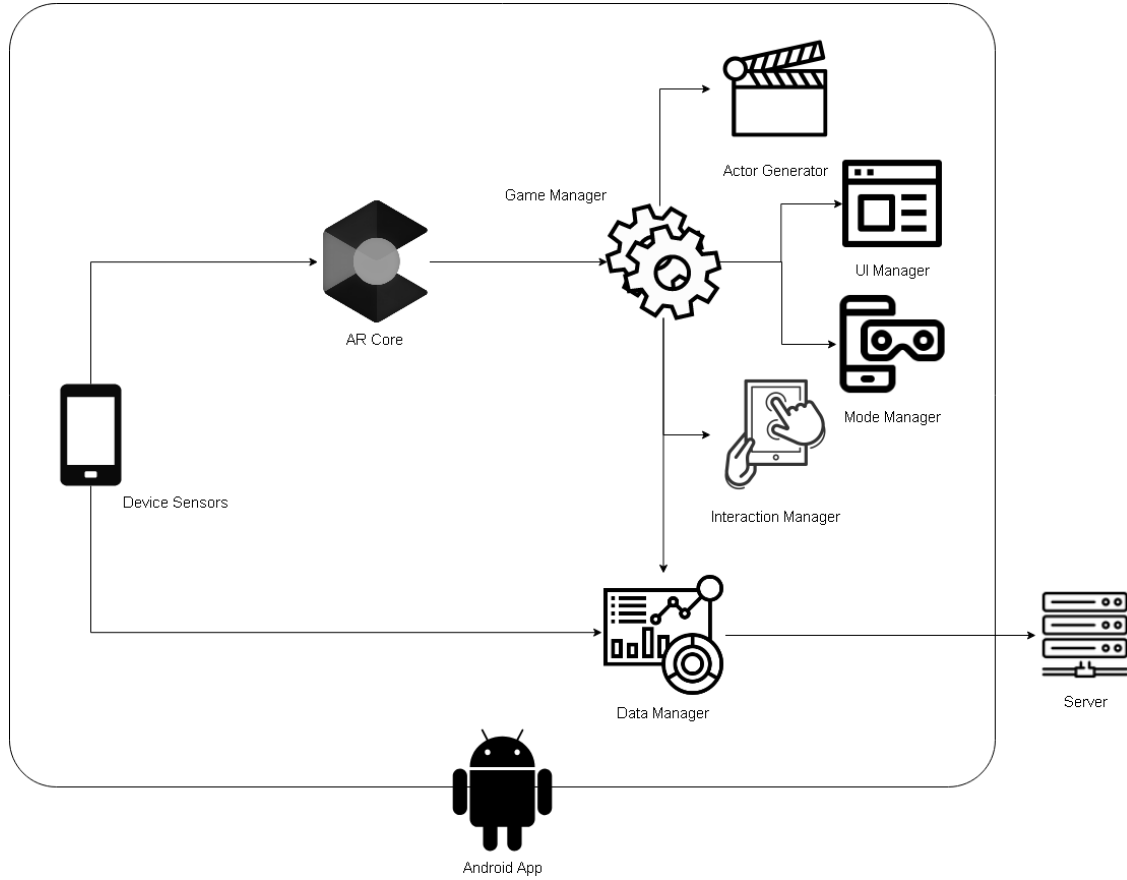 Actor Generator
Game Manager
UI Manager
AR Core
Mode Manager
Device Sensors
Interaction Manager
Server
Data Manager
Android App